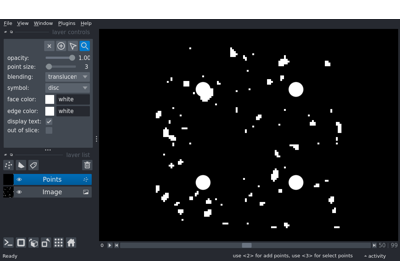 File View Window Plugins Help
layer controls
opacity: 1.00
point size: 3
blending: translucen
symbol: disc
face color: white
edge color: white
display text:
out of slice:
layer list
Points
Image
0 50 99
Ready use <2> for add points, use <3> for select points activity